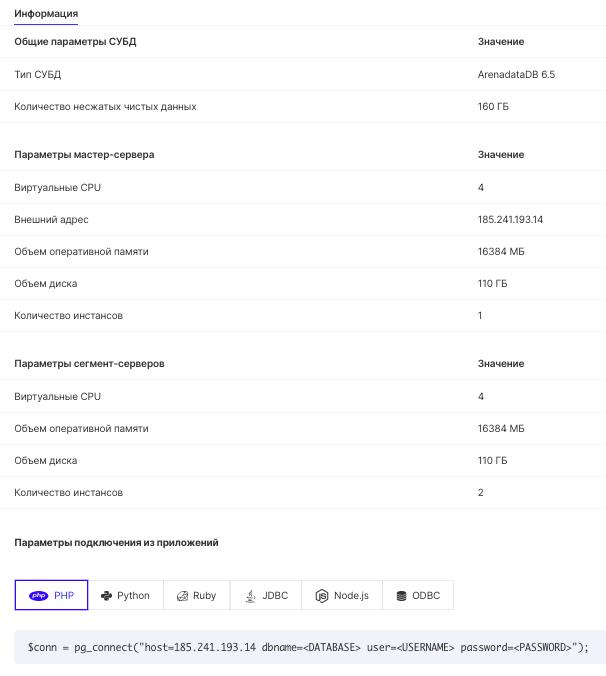 Информация
Общие параметры СУБД Значение
Тип СУБД ArenadataDB 6.5
Количество несжатых чистых данных 160 ГБ
Параметры мастер-сервера Значение
Виртуальные CPU 4
Внешний адрес 185.241.193.14
Объем оперативной памяти 16384 МБ
Объем диска 110 ГБ
Количество инстансов 1
Параметры сегмент-серверов Значение
Виртуальные CPU 4
Объем оперативной памяти 16384 МБ
Объем диска 110 ГБ
Количество инстансов 2
Параметры подключения из приложений
php PHP Python Ruby JDBC JS Node.js ODBC
$conn = pg_connect("host=185.241.193.14 dbname=<DATABASE> user=<USERNAME> password=<PASSWORD>");